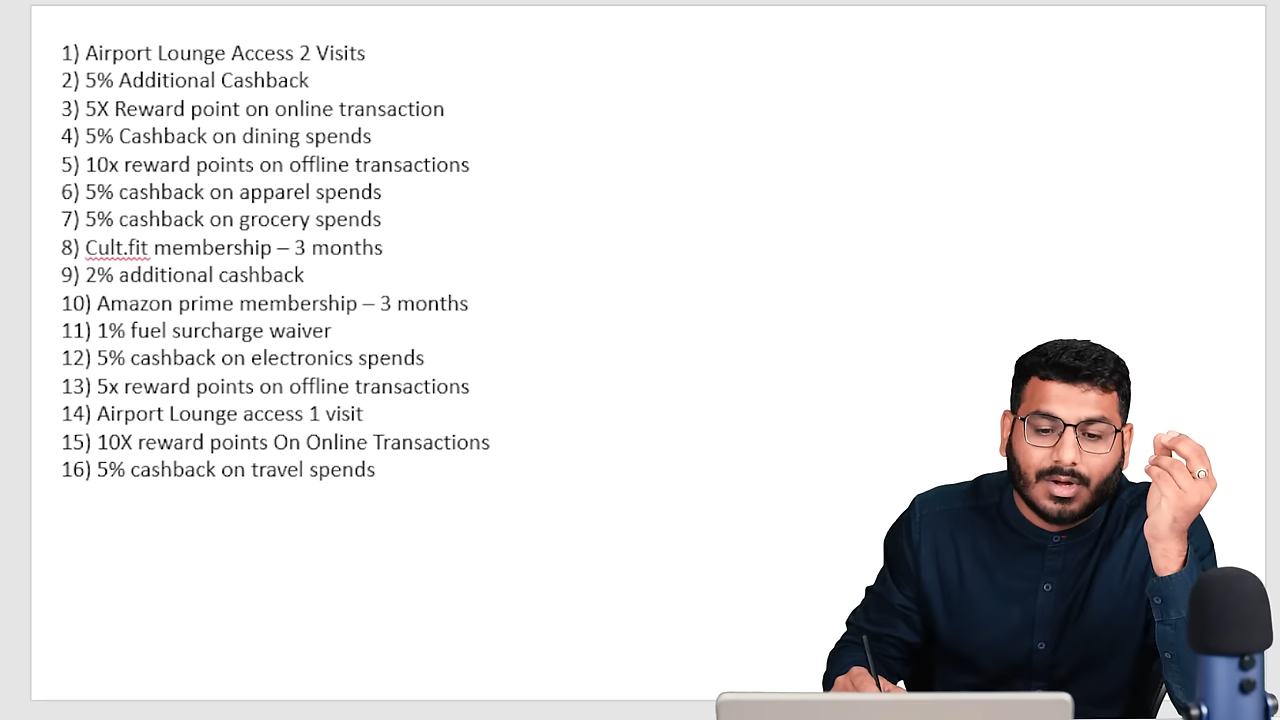 1) Airport Lounge Access 2 Visits
2) 5% Additional Cashback
3) 5X Reward point on online transaction
4) 5% Cashback on dining spends
5) 10x reward points on offline transactions
6) 5% cashback on apparel spends
7) 5% cashback on grocery spends
8) Cult.fit membership – 3 months
9) 2% additional cashback
10) Amazon prime membership – 3 months
11) 1% fuel surcharge waiver
12) 5% cashback on electronics spends
13) 5x reward points on offline transactions
14) Airport Lounge access 1 visit
15) 10X reward points On Online Transactions
16) 5% cashback on travel spends